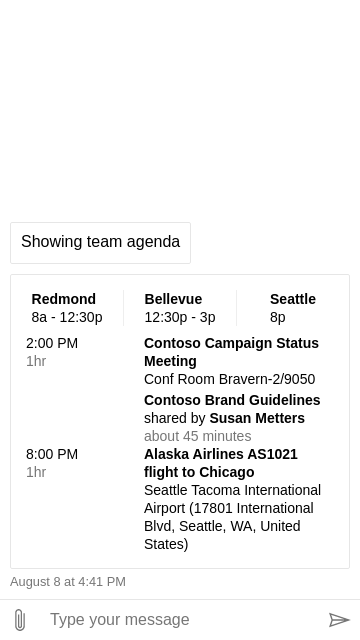 Showing team agenda
Redmond
8a - 12:30p
Bellevue
12:30p - 3p
Seattle
8p
2:00 PM
1hr
Contoso Campaign Status
Meeting
Conf Room Bravern-2/9050
Contoso Brand Guidelines
shared by Susan Metters
about 45 minutes
8:00 PM
1hr
Alaska Airlines AS1021
flight to Chicago
Seattle Tacoma International
Airport (17801 International
Blvd, Seattle, WA, United
States)
August 8 at 4:41 PM
Type your message